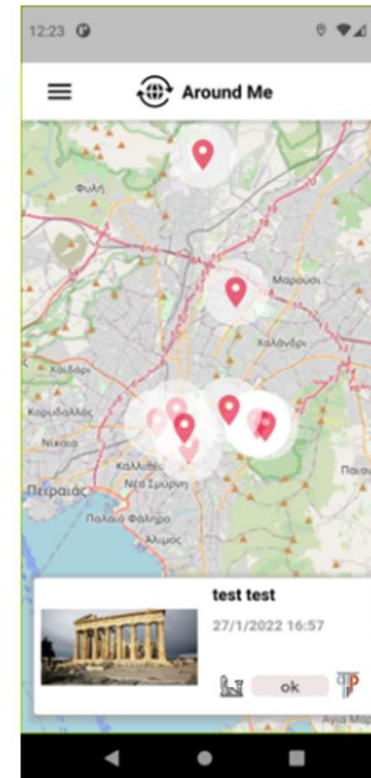 12:23
Around Me
Φυλή
Μαρούσι
Χαλάνδρι
Χαϊδάρι
Κορυδαλλός
Νίκαια
Καλλιθέα
Νέα Σμύρνη
Πειραιάς
Παλαιό Φάληρο
Άλιμος
test test
27/1/2022 16:57
ok